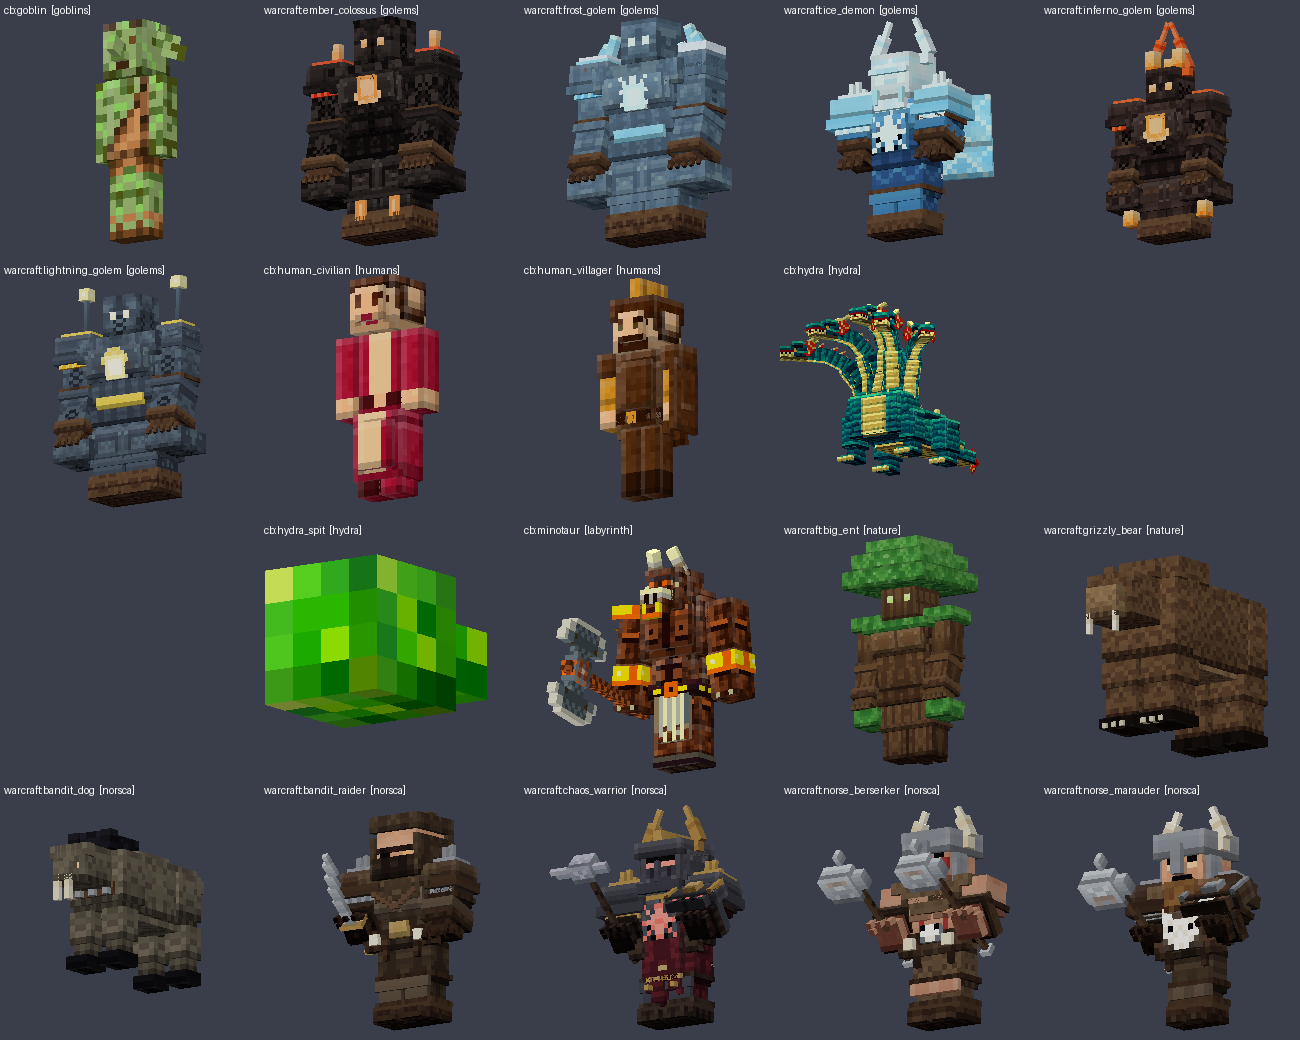 cb:goblin [goblins]
warcraft:ember_colossus [golems]
warcraft:frost_golem [golems]
warcraft:ice_demon [golems]
warcraft:inferno_golem [golems]
warcraft:lightning_golem [golems]
cb:human_civilian [humans]
cb:human_villager [humans]
cb:hydra [hydra]
cb:hydra_spit [hydra]
cb:minotaur [labyrinth]
warcraft:big_ent [nature]
warcraft:grizzly_bear [nature]
warcraft:bandit_dog [norsca]
warcraft:bandit_raider [norsca]
warcraft:chaos_warrior [norsca]
warcraft:norse_berserker [norsca]
warcraft:norse_marauder [norsca]